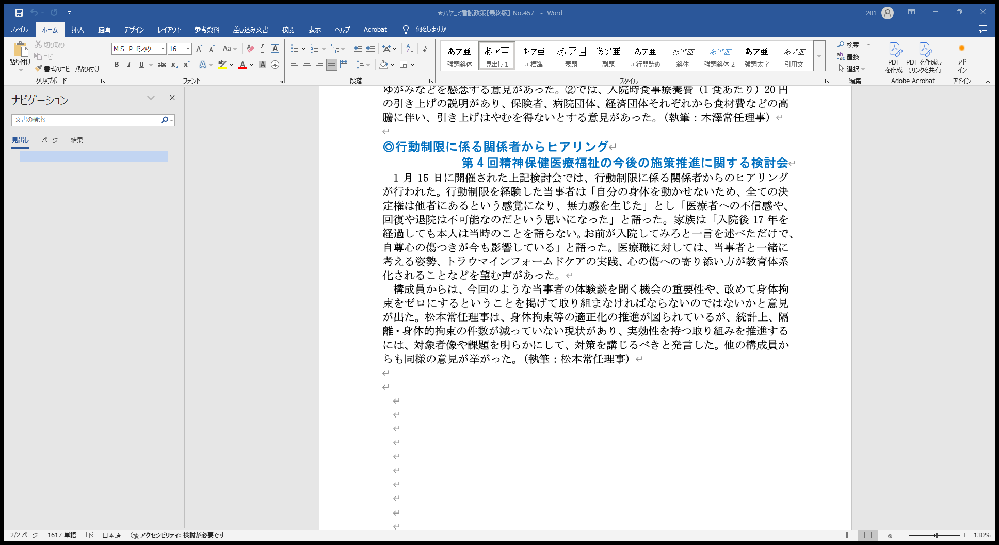 ★ハヤヨミ看護政策【最終版】 No.457 - Word
201
ファイル ホーム 挿入 描画 デザイン レイアウト 参考資料 差し込み文書 校閲 表示 ヘルプ Acrobat 何をしますか
貼り付け
切り取り
コピー
書式のコピー/貼り付け
クリップボード
ＭＳ Ｐゴシック 16
フォント
段落
あア亜 あア亜 あア亜 あア亜 あア亜 あア亜 あア亜 あア亜 あア亜 あア亜
強調斜体 見出し 1 ↲標準 表題 副題 ↲行間詰め 斜体 強調斜体 2 強調太字 引用文
スタイル
検索
置換
選択
編集
PDF を作成
PDF を作成し てリンクを共有
Adobe Acrobat
アド イン
アドイン
ナビゲーション
文書の検索
見出し ページ 結果
ゆがみなどを懸念する意見があった。②では、入院時食事療養費（1 食あたり）20 円
の引き上げの説明があり、保険者、病院団体、経済団体それぞれから食材費などの高
騰に伴い、引き上げはやむを得ないとする意見があった。（執筆：木澤常任理事）
◎行動制限に係る関係者からヒアリング
第 4 回精神保健医療福祉の今後の施策推進に関する検討会
1 月 15 日に開催された上記検討会では、行動制限に係る関係者からのヒアリング
が行われた。行動制限を経験した当事者は「自分の身体を動かせないため、全ての決
定権は他者にあるという感覚になり、無力感を生じた」とし「医療者への不信感や、
回復や退院は不可能なのだという思いになった」と語った。家族は「入院後 17 年を
経過しても本人は当時のことを語らない。お前が入院してみろと一言を述べただけで、
自尊心の傷つきが今も影響している」と語った。医療職に対しては、当事者と一緒に
考える姿勢、トラウマインフォームドケアの実践、心の傷への寄り添い方が教育体系
化されることなどを望む声があった。
構成員からは、今回のような当事者の体験談を聞く機会の重要性や、改めて身体拘
束をゼロにするということを掲げて取り組まなければならないのではないかと意見
が出た。松本常任理事は、身体拘束等の適正化の推進が図られているが、統計上、隔
離・身体的拘束の件数が減っていない現状があり、実効性を持つ取り組みを推進する
には、対象者像や課題を明らかにして、対策を講じるべきと発言した。他の構成員か
らも同様の意見が挙がった。（執筆：松本常任理事）
2/2 ページ 1617 単語 日本語 アクセシビリティ: 検討が必要です 130%